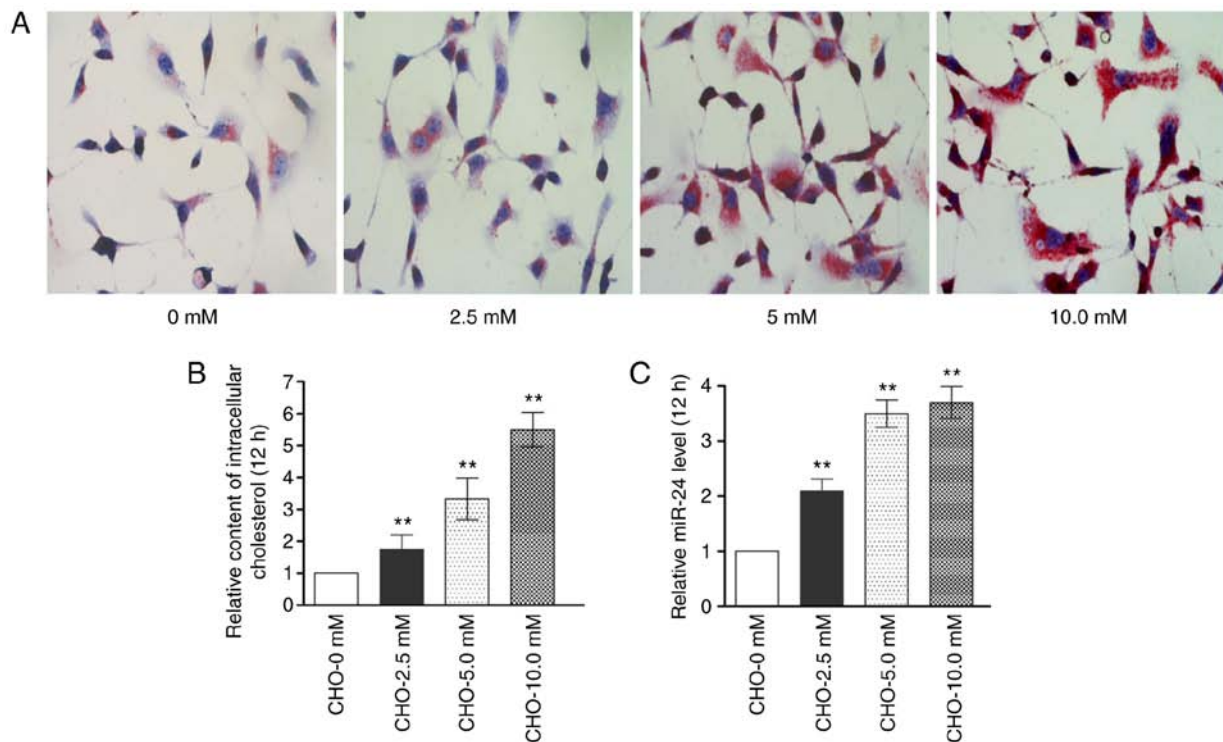 A
0 mM
2.5 mM
5 mM
10.0 mM
B
Relative content of intracellular
cholesterol (12 h)
7
6
5
4
3
2
1
0
**
**
**
CHO-0 mM
CHO-2.5 mM
CHO-5.0 mM
CHO-10.0 mM
C
Relative miR-24 level (12 h)
4
3
2
1
0
**
**
**
CHO-0 mM
CHO-2.5 mM
CHO-5.0 mM
CHO-10.0 mM